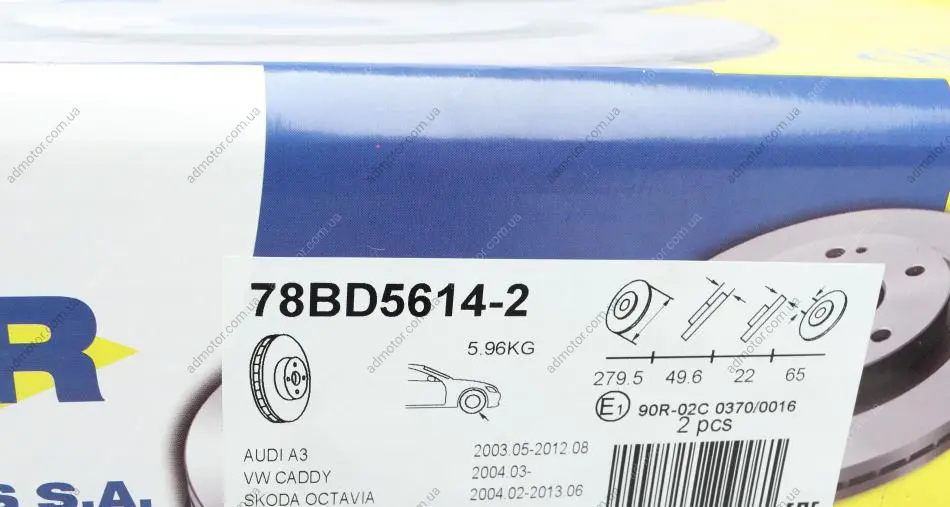 R
S S.A.
78BD5614-2
5.96KG
279.5 49.6 22 65
E1 90R-02C 0370/0016
2 pcs
AUDI A3 2003.05-2012.08
VW CADDY 2004.03-
SKODA OCTAVIA 2004.02-2013.06
admotor.com.ua